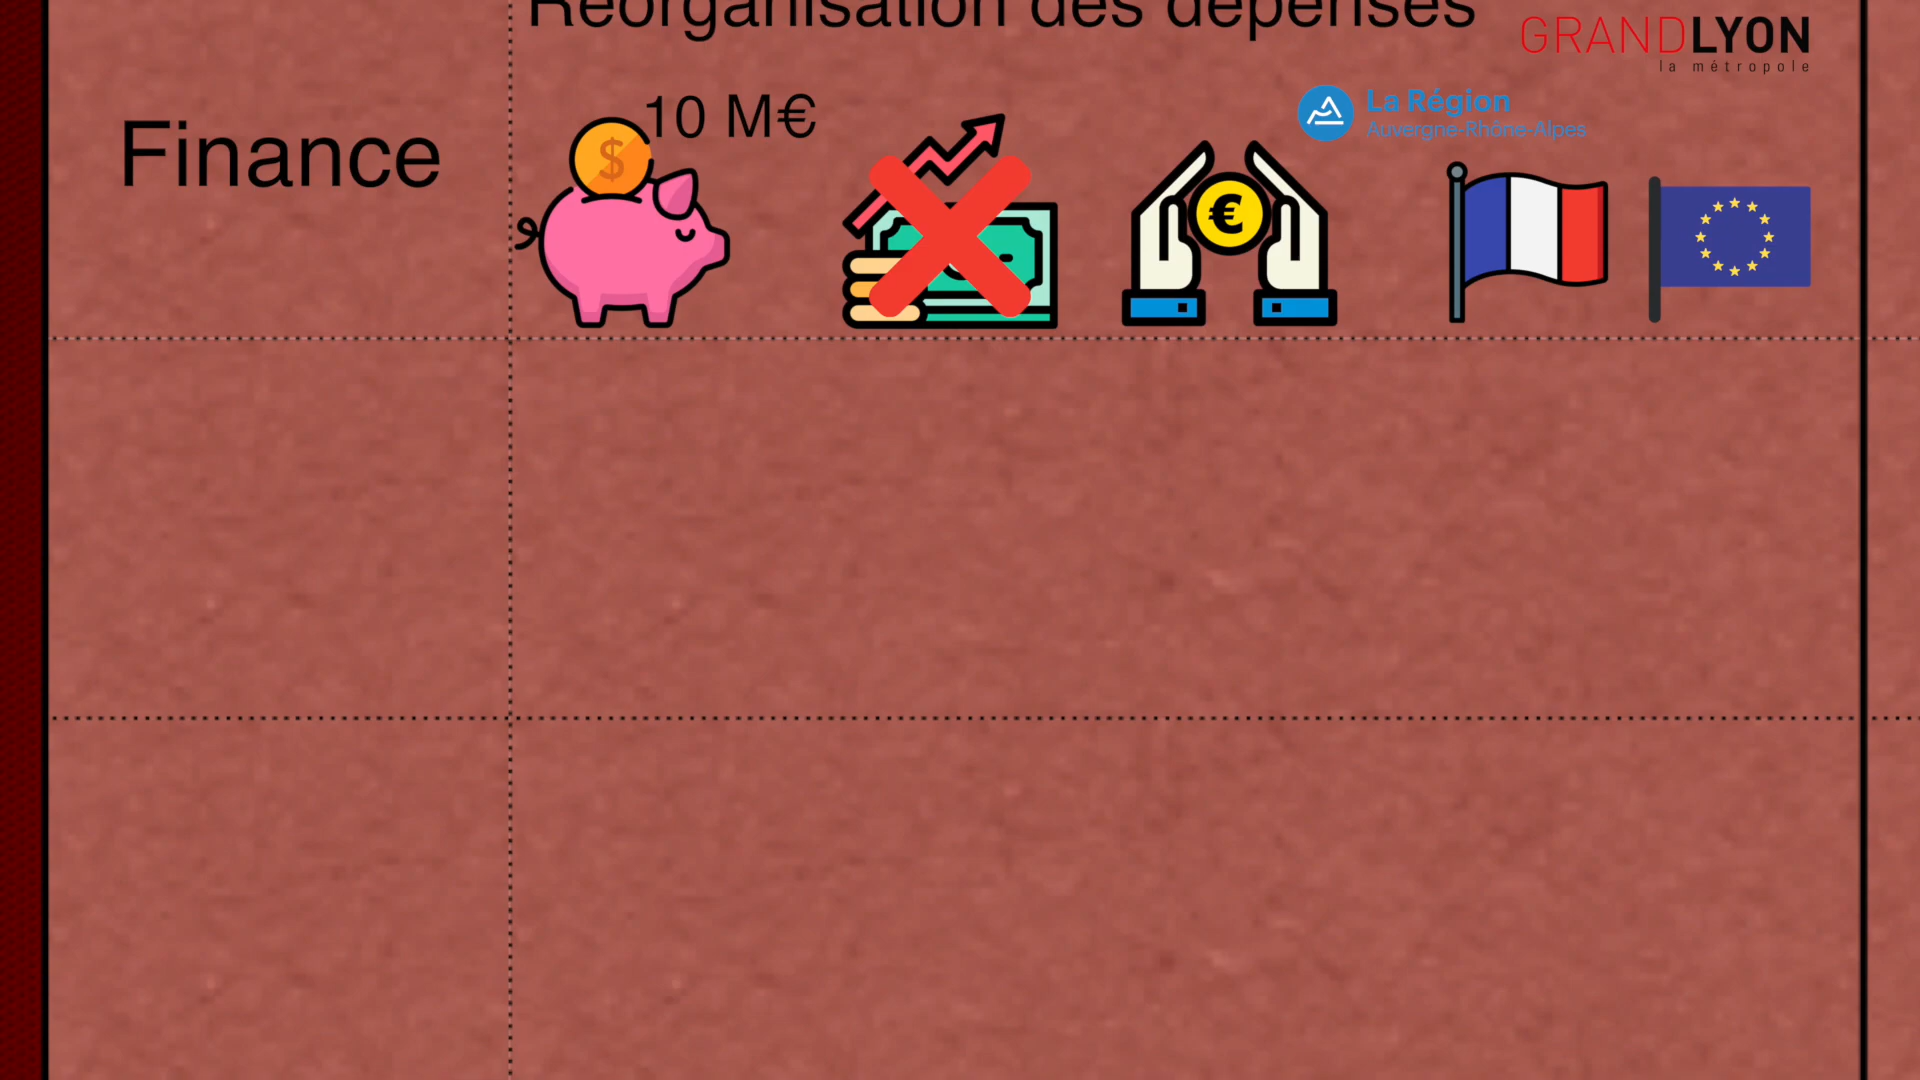 Réorganisation des dépenses
GRANDLYON
la métropole
10 M€
La Région
Auvergne-Rhône-Alpes
Finance
$
€